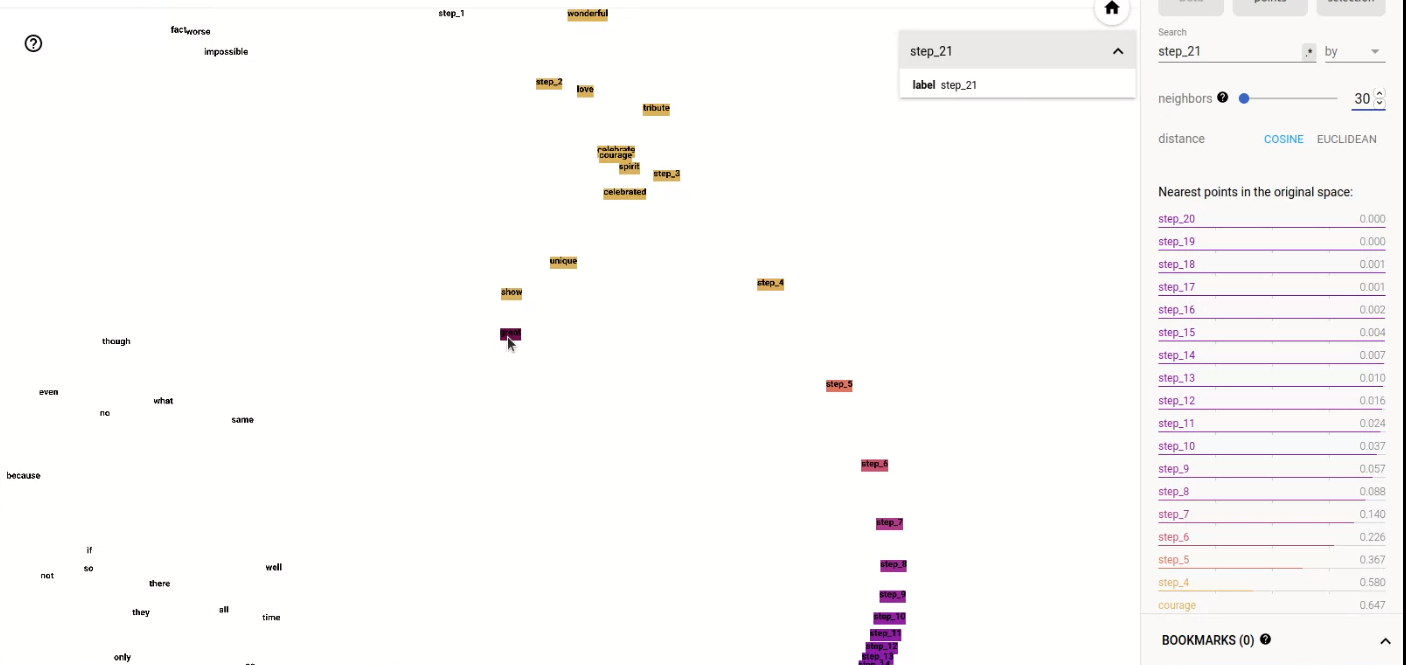 step_1
wonderful
fact
worse
impossible
step_2
love
tribute
celebrate
courage
spirit
step_3
celebrated
unique
step_4
show
great
though
step_5
even
what
no
same
step_6
because
step_7
if
so
well
step_8
not
there
step_9
they
all
time
step_10
step_11
step_12
only
step_13
step_14
step_21
label step_21
points
selection
Search
step_21 .* by
neighbors 30
distance COSINE EUCLIDEAN
Nearest points in the original space:
step_20 0.000
step_19 0.000
step_18 0.001
step_17 0.001
step_16 0.002
step_15 0.004
step_14 0.007
step_13 0.010
step_12 0.016
step_11 0.024
step_10 0.037
step_9 0.057
step_8 0.088
step_7 0.140
step_6 0.226
step_5 0.367
step_4 0.580
courage 0.647
BOOKMARKS (0)